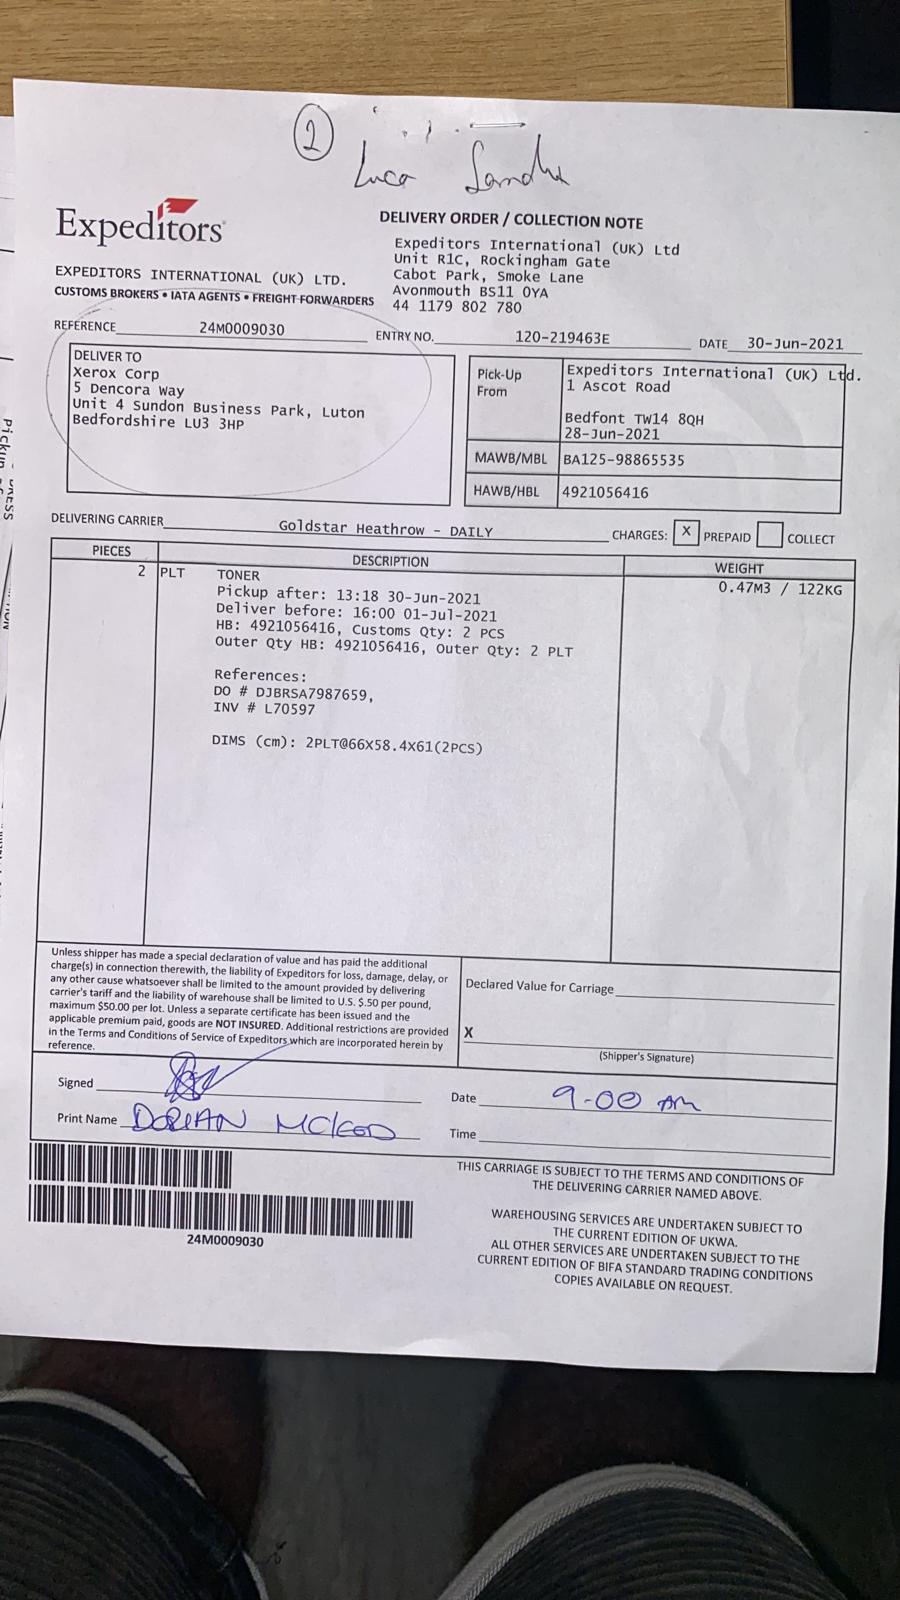 2
Luca Sandhu
Expeditors
EXPEDITORS INTERNATIONAL (UK) LTD.
CUSTOMS BROKERS • IATA AGENTS • FREIGHT FORWARDERS
DELIVERY ORDER / COLLECTION NOTE
Expeditors International (UK) Ltd
Unit R1C, Rockingham Gate
Cabot Park, Smoke Lane
Avonmouth BS11 0YA
44 1179 802 780
REFERENCE 24M0009030 ENTRY NO. 120-219463E DATE 30-Jun-2021
DELIVER TO
Xerox Corp
5 Dencora Way
Unit 4 Sundon Business Park, Luton
Bedfordshire LU3 3HP
Pick-Up From
Expeditors International (UK) Ltd.
1 Ascot Road
Bedfont TW14 8QH
28-Jun-2021
MAWB/MBL BA125-98865535
HAWB/HBL 4921056416
DELIVERING CARRIER Goldstar Heathrow - DAILY CHARGES: X PREPAID COLLECT
PIECES DESCRIPTION WEIGHT
2 PLT TONER 0.47M3 / 122KG
Pickup after: 13:18 30-Jun-2021
Deliver before: 16:00 01-Jul-2021
HB: 4921056416, Customs Qty: 2 PCS
Outer Qty HB: 4921056416, Outer Qty: 2 PLT
References:
DO # DJBRSA7987659,
INV # L70597
DIMS (cm): 2PLT@66X58.4X61(2PCS)
Unless shipper has made a special declaration of value and has paid the additional
charge(s) in connection therewith, the liability of Expeditors for loss, damage, delay, or
any other cause whatsoever shall be limited to the amount provided by delivering
carrier's tariff and the liability of warehouse shall be limited to U.S. $.50 per pound,
maximum $50.00 per lot. Unless a separate certificate has been issued and the
applicable premium paid, goods are NOT INSURED. Additional restrictions are provided
in the Terms and Conditions of Service of Expeditors which are incorporated herein by
reference.
Declared Value for Carriage
X
(Shipper's Signature)
Signed
Date 9-00 AM
Print Name DORIAN MCLEOD
Time
24M0009030
THIS CARRIAGE IS SUBJECT TO THE TERMS AND CONDITIONS OF
THE DELIVERING CARRIER NAMED ABOVE.
WAREHOUSING SERVICES ARE UNDERTAKEN SUBJECT TO
THE CURRENT EDITION OF UKWA.
ALL OTHER SERVICES ARE UNDERTAKEN SUBJECT TO THE
CURRENT EDITION OF BIFA STANDARD TRADING CONDITIONS
COPIES AVAILABLE ON REQUEST.